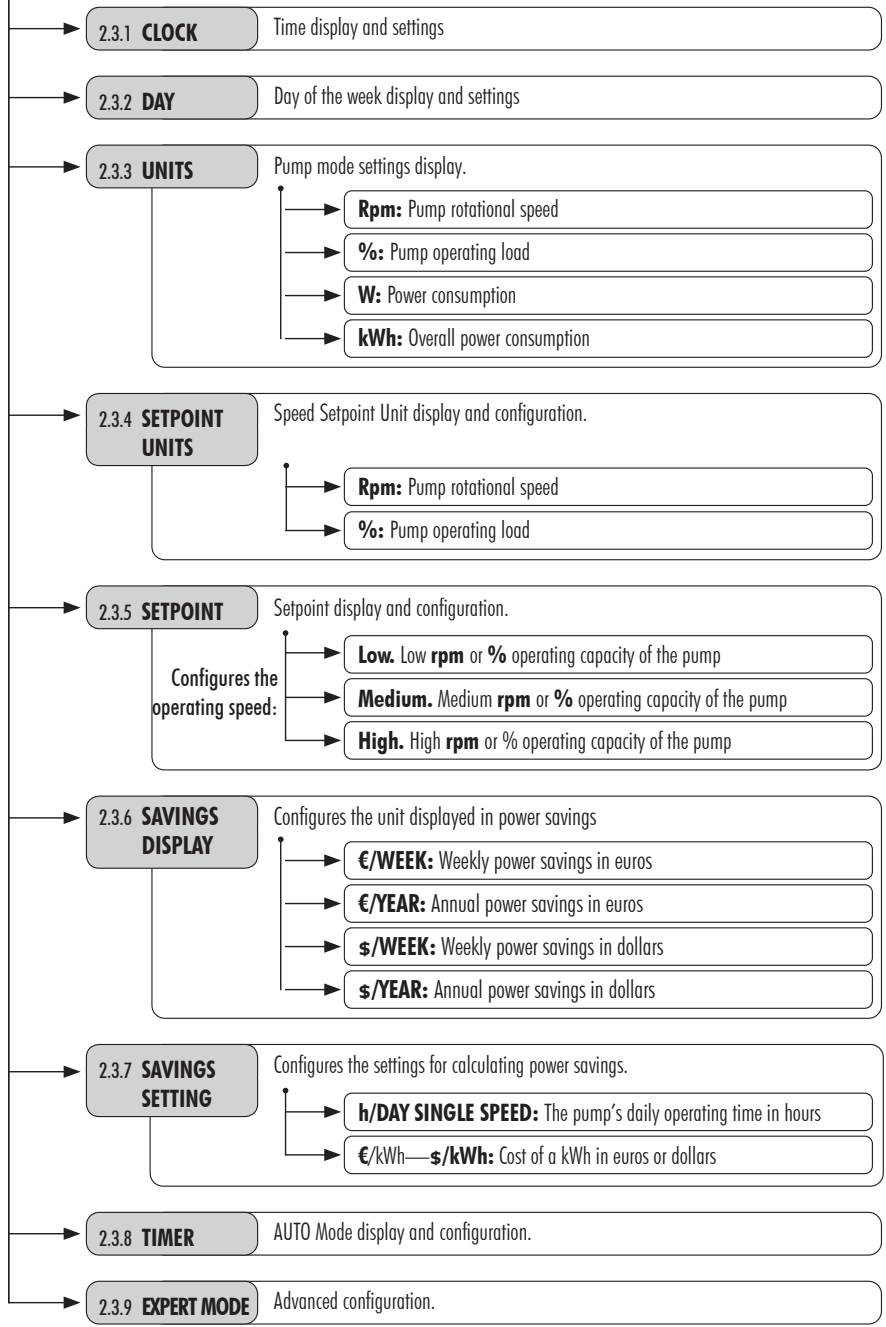 2.3.1 CLOCK Time display and settings
2.3.2 DAY Day of the week display and settings
2.3.3 UNITS Pump mode settings display.
Rpm: Pump rotational speed
%: Pump operating load
W: Power consumption
kWh: Overall power consumption
2.3.4 SETPOINT UNITS Speed Setpoint Unit display and configuration.
Rpm: Pump rotational speed
%: Pump operating load
2.3.5 SETPOINT Setpoint display and configuration.
Configures the operating speed:
Low. Low rpm or % operating capacity of the pump
Medium. Medium rpm or % operating capacity of the pump
High. High rpm or % operating capacity of the pump
2.3.6 SAVINGS DISPLAY Configures the unit displayed in power savings
€/WEEK: Weekly power savings in euros
€/YEAR: Annual power savings in euros
$/WEEK: Weekly power savings in dollars
$/YEAR: Annual power savings in dollars
2.3.7 SAVINGS SETTING Configures the settings for calculating power savings.
h/DAY SINGLE SPEED: The pump's daily operating time in hours
€/kWh—$/kWh: Cost of a kWh in euros or dollars
2.3.8 TIMER AUTO Mode display and configuration.
2.3.9 EXPERT MODE Advanced configuration.